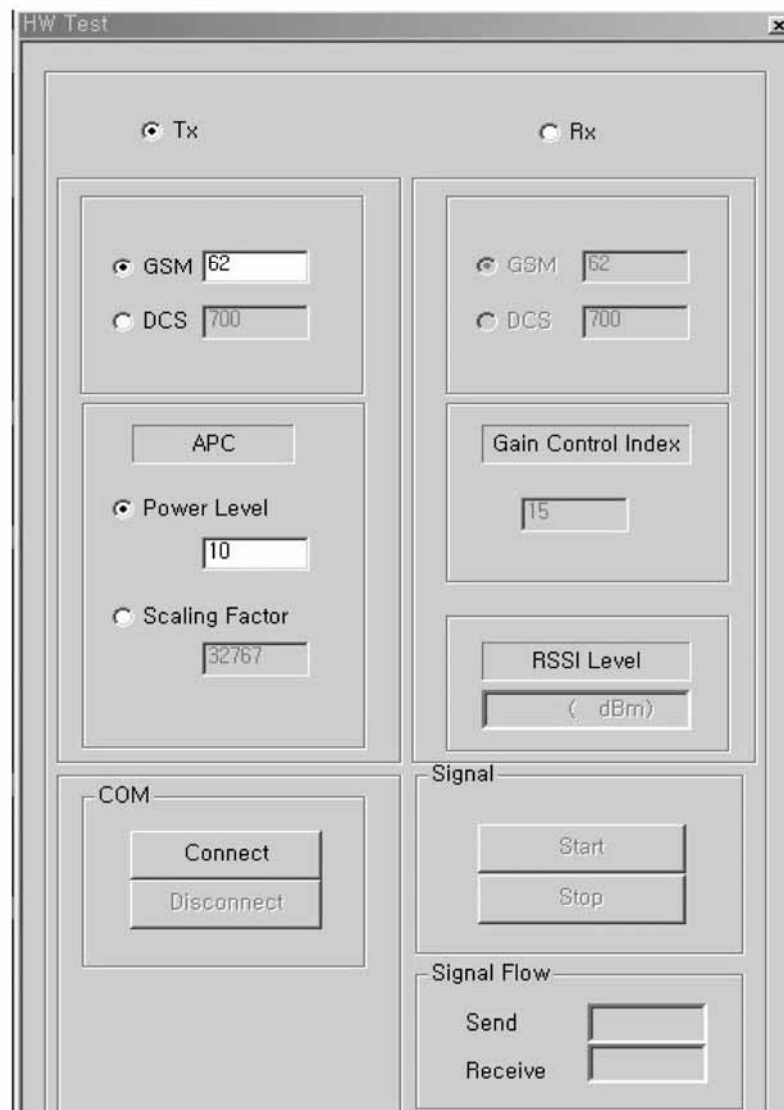 HW Test
Tx
Rx
GSM 62
DCS 700
GSM 62
DCS 700
APC
Power Level
10
Scaling Factor
32767
Gain Control Index
15
RSSI Level
( dBm)
COM
Connect
Disconnect
Signal
Start
Stop
Signal Flow
Send
Receive